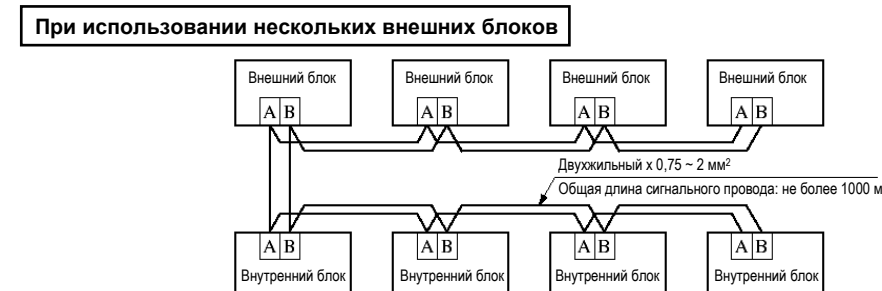 При использовании нескольких внешних блоков
Внешний блок Внешний блок Внешний блок Внешний блок
A B A B A B A B
Двухжильный x 0,75 ~ 2 мм²
Общая длина сигнального провода: не более 1000 м
A B A B A B A B
Внутренний блок Внутренний блок Внутренний блок Внутренний блок